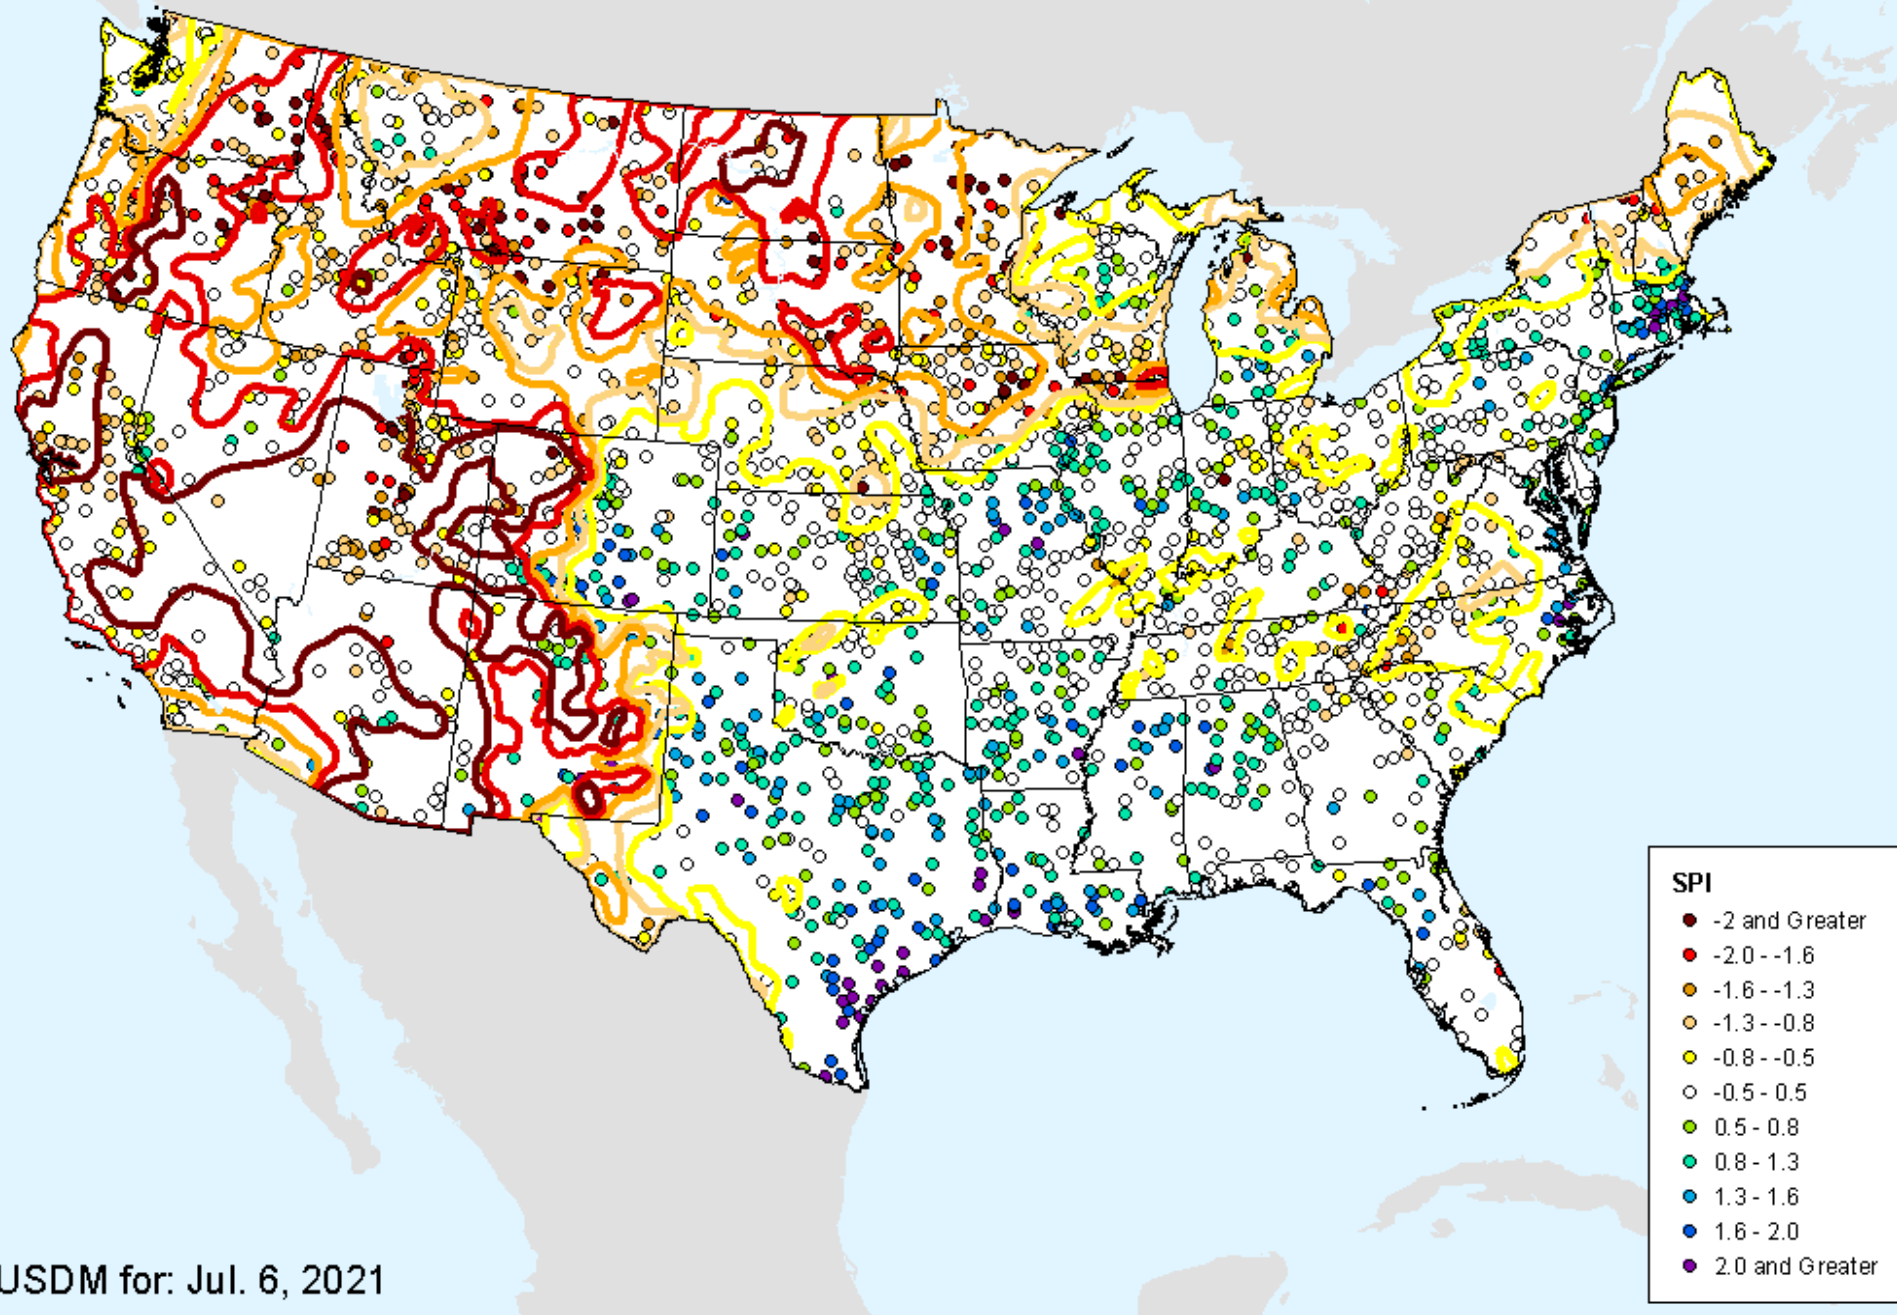 SPI
-2 and Greater
-2.0 - -1.6
-1.6 - -1.3
-1.3 - -0.8
-0.8 - -0.5
-0.5 - 0.5
0.5 - 0.8
0.8 - 1.3
1.3 - 1.6
1.6 - 2.0
2.0 and Greater
USDM for: Jul. 6, 2021